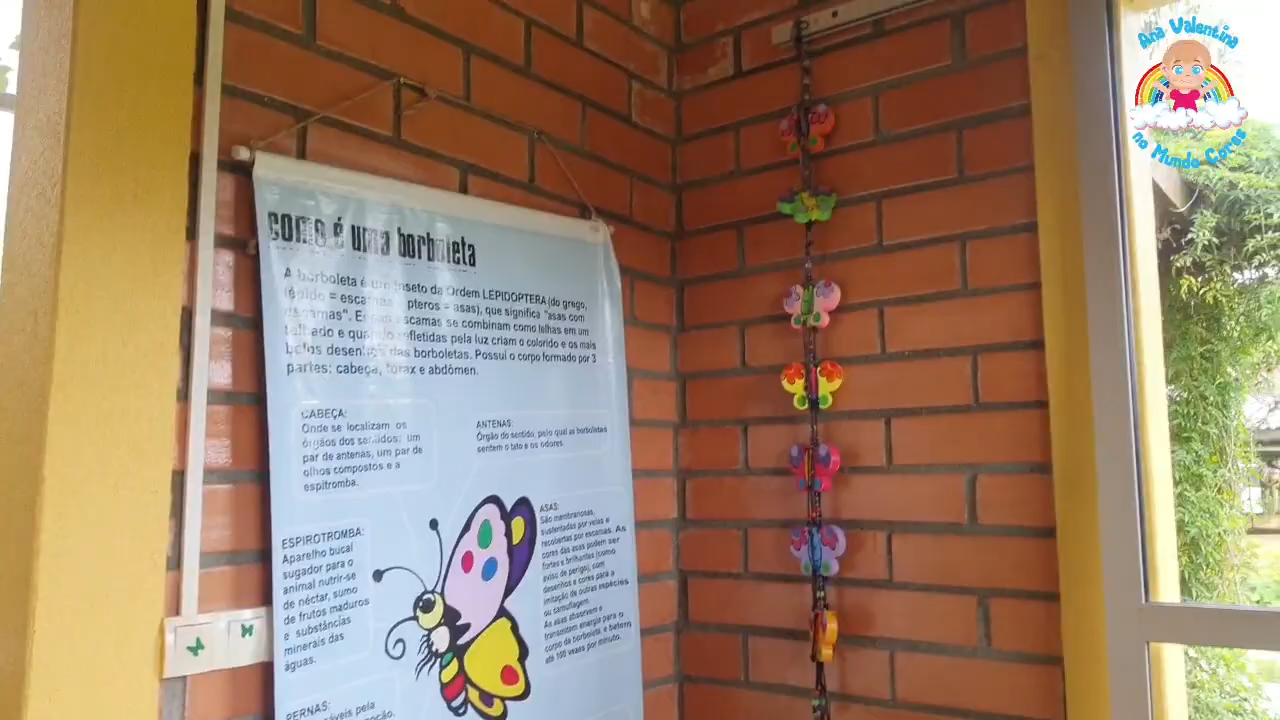 Ana Valentina
no Mundo Cores
como é uma borboleta
A borboleta é um inseto da Ordem LEPIDOPTERA (do grego,
lépido = escamas pteros = asas), que significa "asas com
escamas". Essas escamas se combinam como telhas em um
telhado e quando refletidas pela luz criam o colorido e os mais
belos desenhos das borboletas. Possui o corpo formado por 3
partes: cabeça, tórax e abdômen.
CABEÇA:
Onde se localizam os
órgãos dos sentidos: um
par de antenas, um par de
olhos compostos e a
espitromba.
ANTENAS:
Órgão do sentido, pelo qual as borboletas
sentem o tato e os odores.
ESPIROTROMBA:
Aparelho bucal
sugador para o
animal nutrir-se
de néctar, sumo
de frutos maduros
e substâncias
minerais das
águas.
ASAS:
São membranosas,
sustentadas por veias e
recobertas por escamas. As
cores das asas podem ser
fortes e brilhantes (como
aviso de perigo), com
desenhos e cores para a
imitação de outras espécies
ou camuflagem.
As asas absorvem e
transmitem energia para o
corpo da borboleta, e batem
até 100 vezes por minuto.
PERNAS:
pela